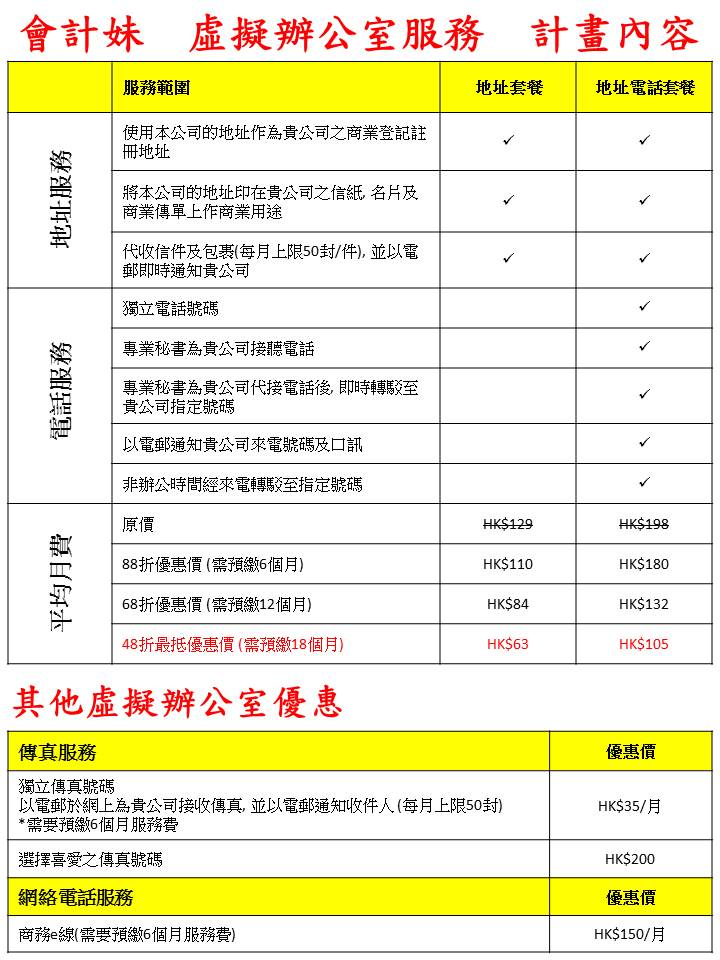 會計妹 虛擬辦公室服務 計畫內容
服務範圍 地址套餐 地址電話套餐
地址服務
使用本公司的地址作為貴公司之商業登記註
冊地址 ✓ ✓
將本公司的地址印在貴公司之信紙, 名片及
商業傳單上作商業用途 ✓ ✓
代收信件及包裹(每月上限50封/件), 並以電
郵即時通知貴公司 ✓ ✓
電話服務
獨立電話號碼 ✓
專業秘書為貴公司接聽電話 ✓
專業秘書為貴公司代接電話後, 即時轉駁至
貴公司指定號碼 ✓
以電郵通知貴公司來電號碼及口訊 ✓
非辦公時間經來電轉駁至指定號碼 ✓
平均月費
原價 HK$129 HK$198
88折優惠價 (需預繳6個月) HK$110 HK$180
68折優惠價 (需預繳12個月) HK$84 HK$132
48折最抵優惠價 (需預繳18個月) HK$63 HK$105
其他虛擬辦公室優惠
傳真服務 優惠價
獨立傳真號碼
以電郵於網上為貴公司接收傳真, 並以電郵通知收件人 (每月上限50封) HK$35/月
*需要預繳6個月服務費
選擇喜愛之傳真號碼 HK$200
網絡電話服務 優惠價
商務e線(需要預繳6個月服務費) HK$150/月